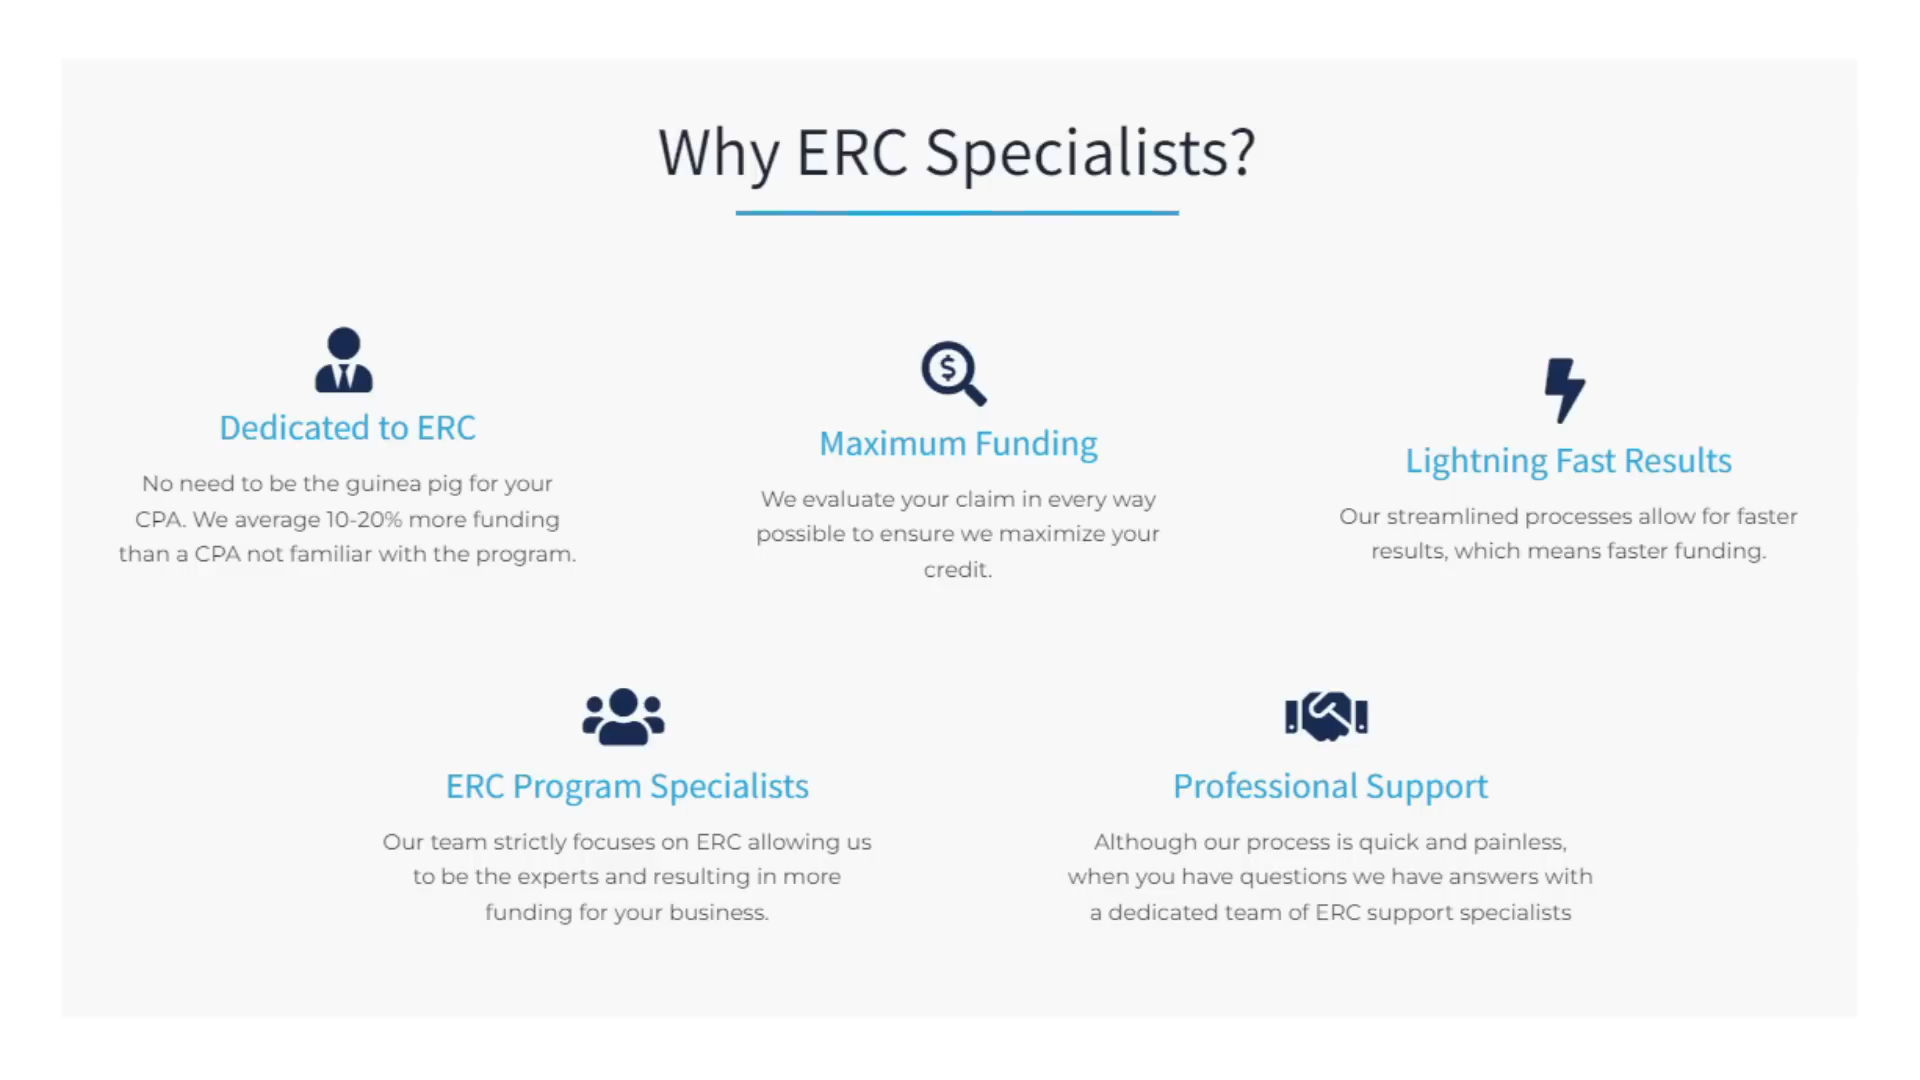 Why ERC Specialists?
Dedicated to ERC
No need to be the guinea pig for your
CPA. We average 10-20% more funding
than a CPA not familiar with the program.
Maximum Funding
We evaluate your claim in every way
possible to ensure we maximize your
credit.
Lightning Fast Results
Our streamlined processes allow for faster
results, which means faster funding.
ERC Program Specialists
Our team strictly focuses on ERC allowing us
to be the experts and resulting in more
funding for your business.
Professional Support
Although our process is quick and painless,
when you have questions we have answers with
a dedicated team of ERC support specialists